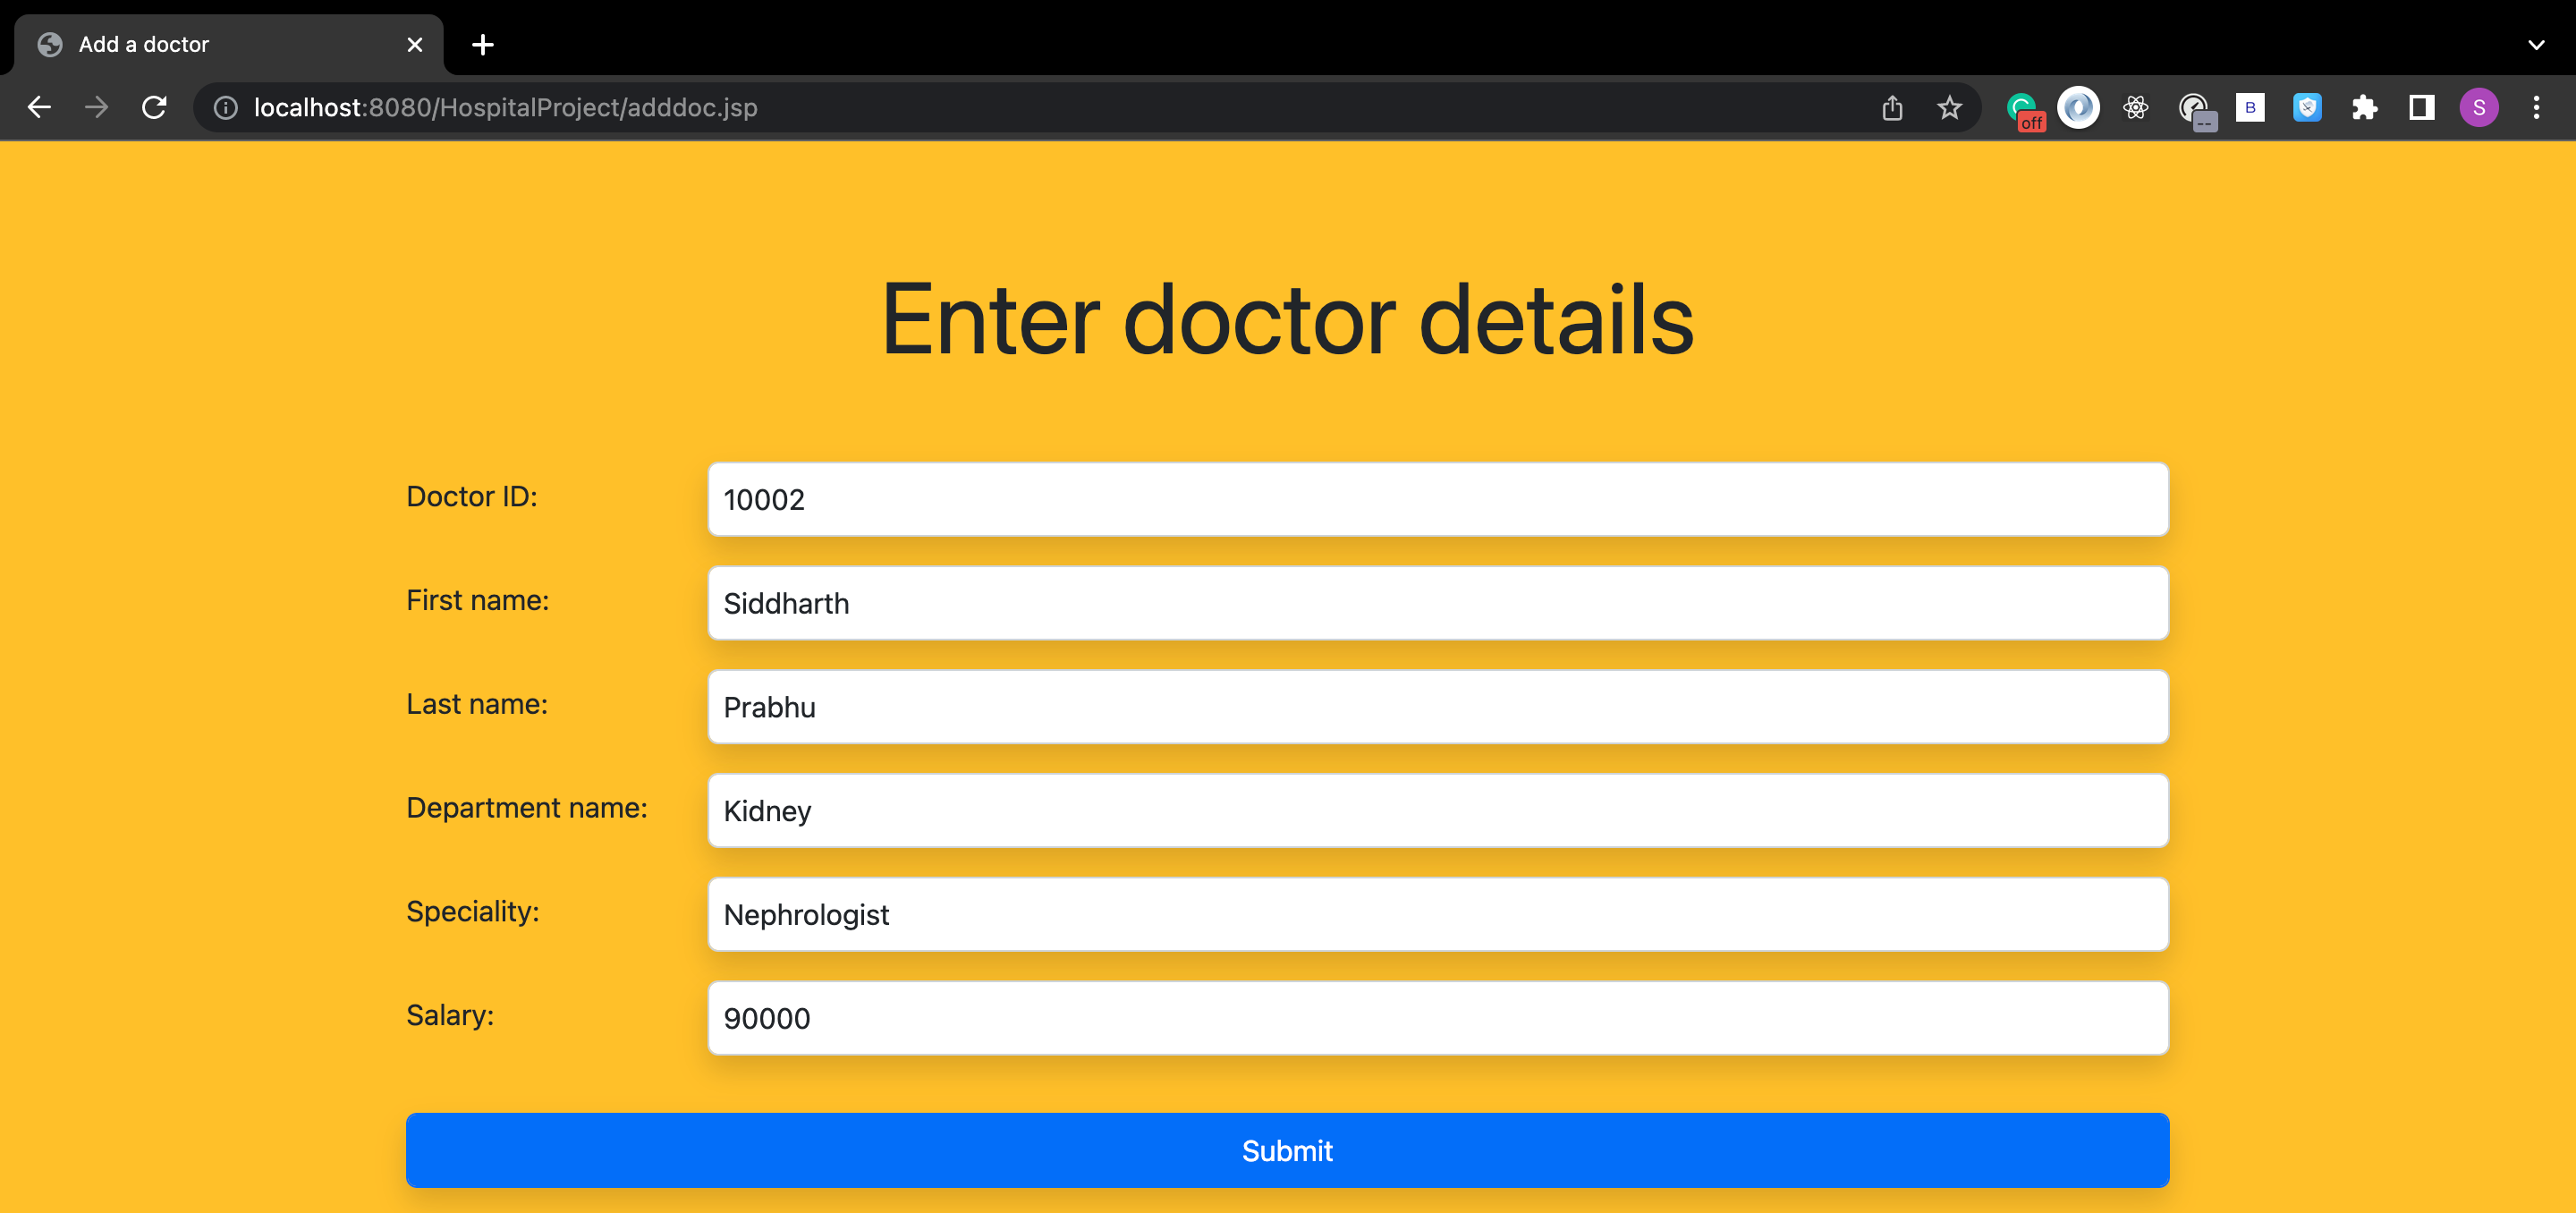 Add a doctor
localhost:8080/HospitalProject/adddoc.jsp
off
--
B
S
Enter doctor details
Doctor ID: 10002
First name: Siddharth
Last name: Prabhu
Department name: Kidney
Speciality: Nephrologist
Salary: 90000
Submit